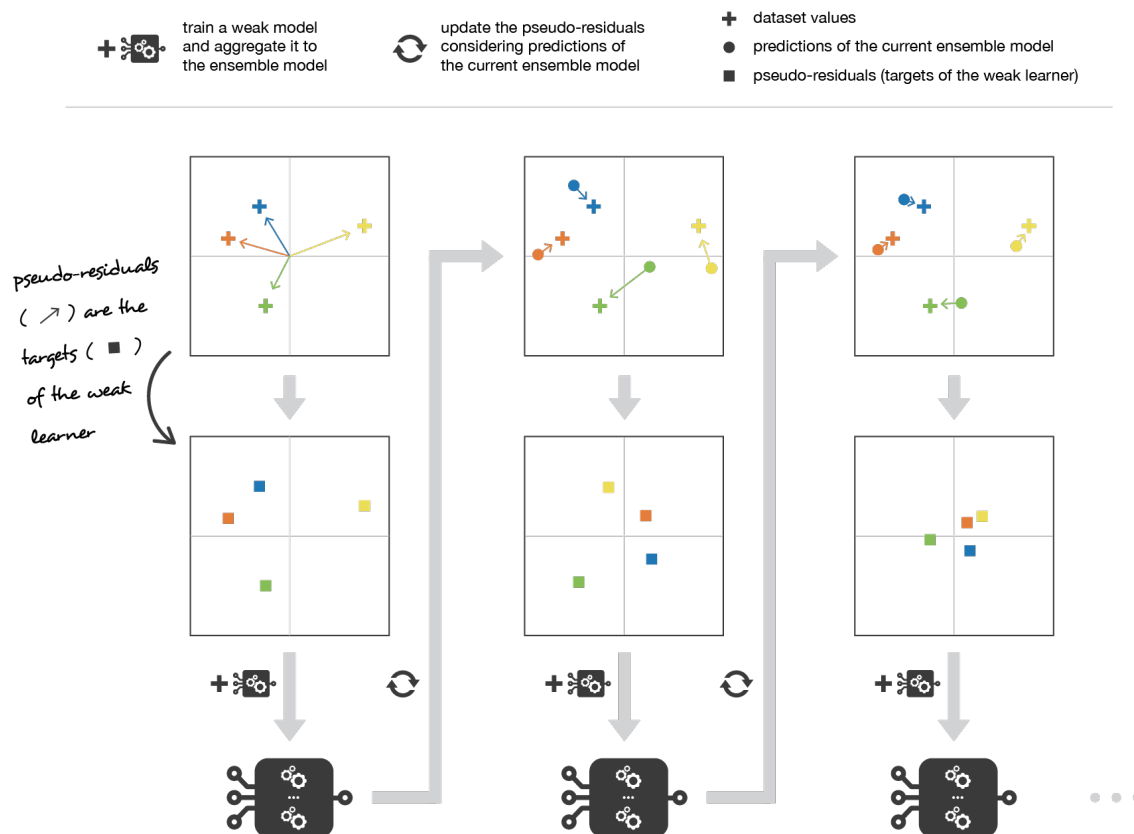 train a weak model
and aggregate it to
the ensemble model
update the pseudo-residuals
considering predictions of
the current ensemble model
dataset values
predictions of the current ensemble model
pseudo-residuals (targets of the weak learner)
pseudo-residuals
( ↗ ) are the
targets ( ■ )
of the weak
learner